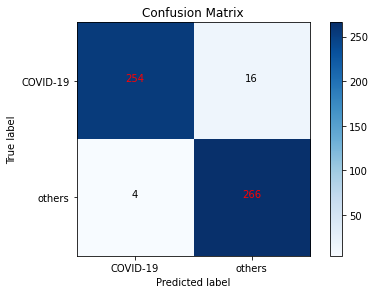 Confusion Matrix
COVID-19
254
16
250
200
150
100
50
True label
others
4
266
COVID-19
others
Predicted label